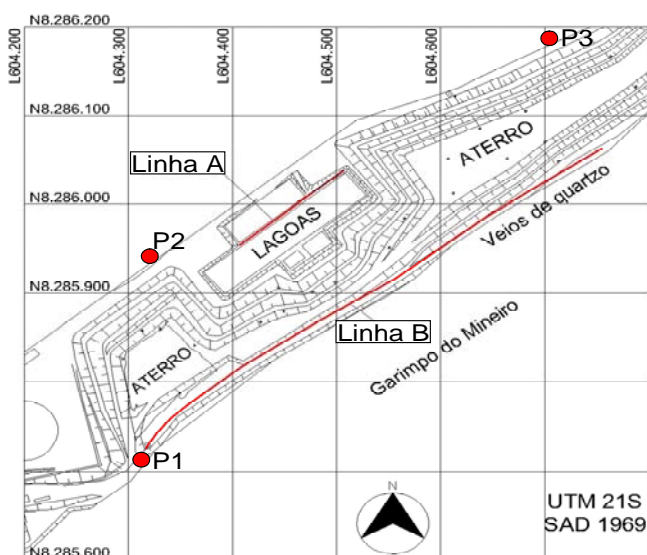 L604.200
L604.300
L604.400
L604.500
L604.600
N8.286.200
P3
N8.286.100
ATERRO
Linha A
N8.286.000
LAGOAS
Veios de quartzo
P2
N8.285.900
Linha B
Garimpo do Mineiro
ATERRO
P1
N
UTM 21S
SAD 1969
N8.285.600